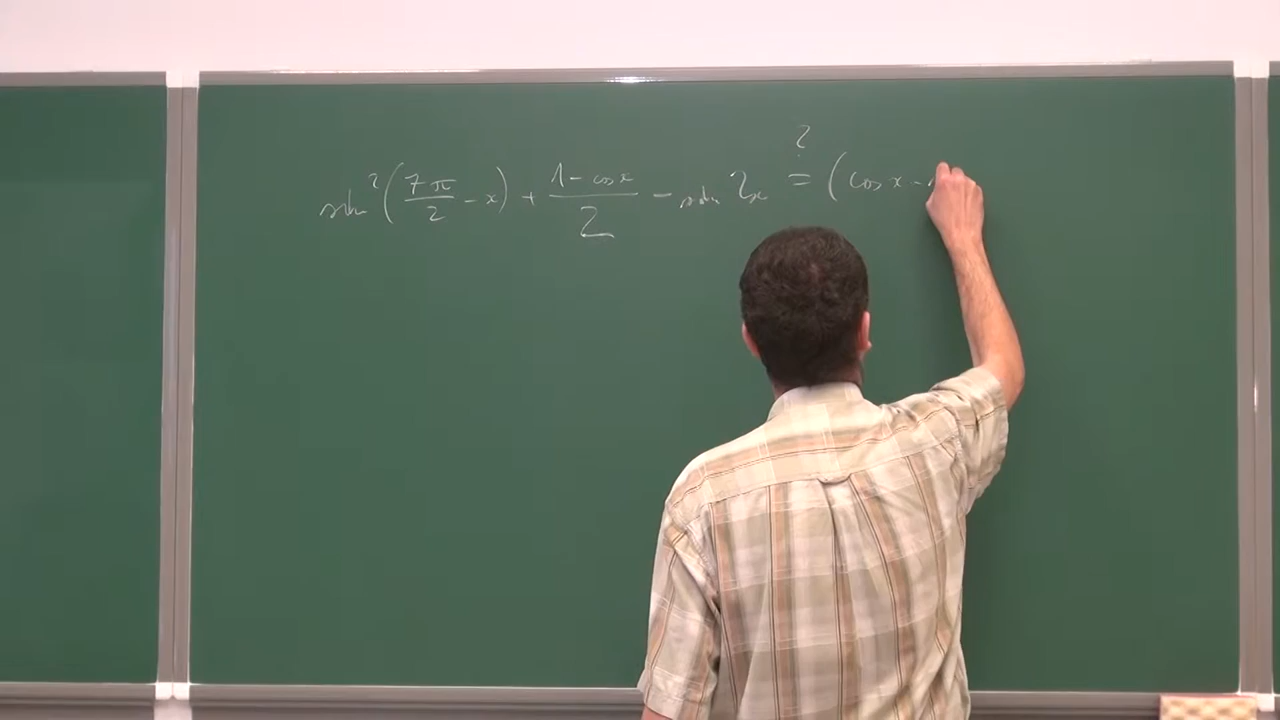 sin²(7π/2 - x) + (1 - cos x)/2 - sin 2x ≟ (cos x -